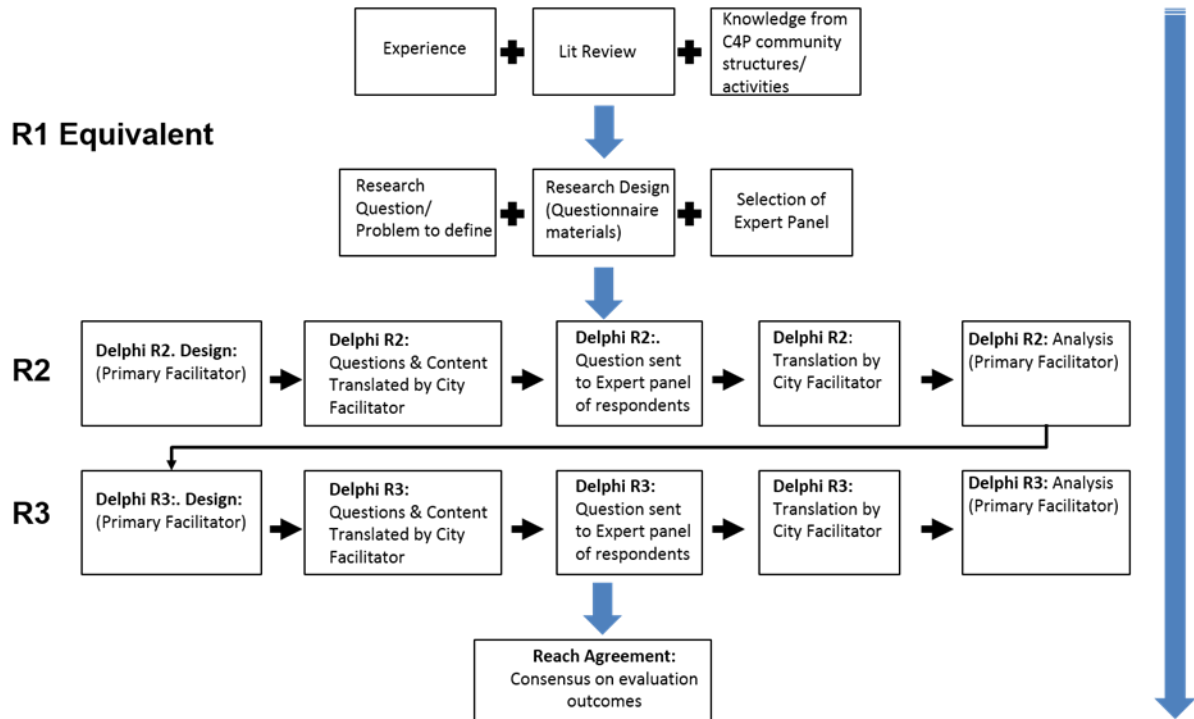 Experience
Lit Review
Knowledge from
C4P community
structures/
activities
R1 Equivalent
Research
Question/
Problem to define
Research Design
(Questionnaire
materials)
Selection of
Expert Panel
R2
Delphi R2. Design:
(Primary Facilitator)
Delphi R2:
Questions & Content
Translated by City
Facilitator
Delphi R2:.
Question sent
to Expert panel
of respondents
Delphi R2:
Translation by
City Facilitator
Delphi R2: Analysis
(Primary Facilitator)
R3
Delphi R3:. Design:
(Primary Facilitator)
Delphi R3:
Questions & Content
Translated by City
Facilitator
Delphi R3:
Question sent
to Expert panel
of respondents
Delphi R3:
Translation by
City Facilitator
Delphi R3: Analysis
(Primary Facilitator)
Reach Agreement:
Consensus on evaluation
outcomes